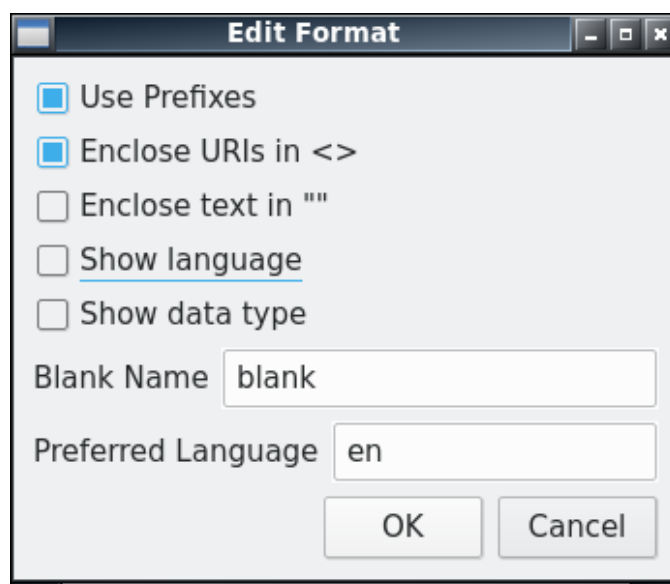 Edit Format
Use Prefixes
Enclose URIs in <>
Enclose text in ""
Show language
Show data type
Blank Name blank
Preferred Language en
OK Cancel